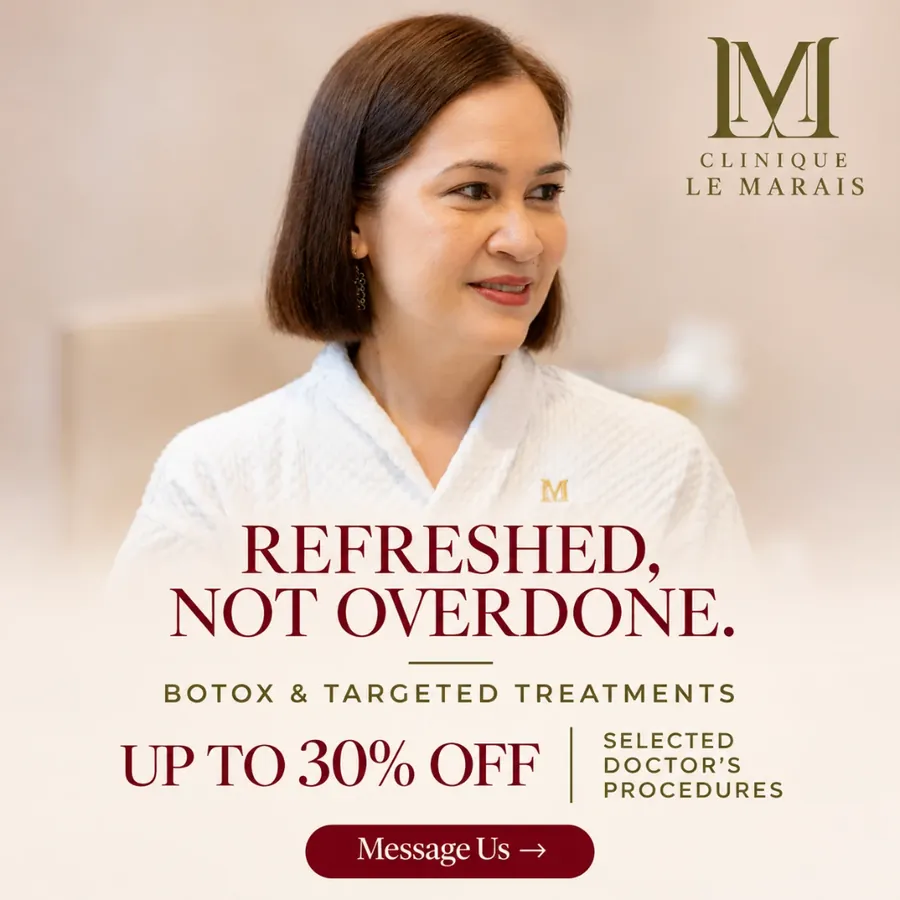 CLINIQUE
LE MARAIS
M
REFRESHED,
NOT OVERDONE.
BOTOX & TARGETED TREATMENTS
UP TO 30% OFF
SELECTED
DOCTOR'S
PROCEDURES
Message Us →